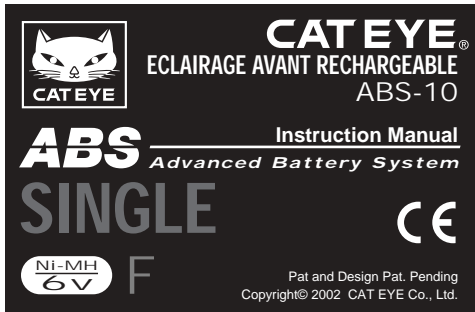 CAT EYE
CAT EYE®
ECLAIRAGE AVANT RECHARGEABLE
ABS-10
Instruction Manual
ABS Advanced Battery System
SINGLE
CE
Ni-MH
6V
F
Pat and Design Pat. Pending
Copyright© 2002 CAT EYE Co., Ltd.